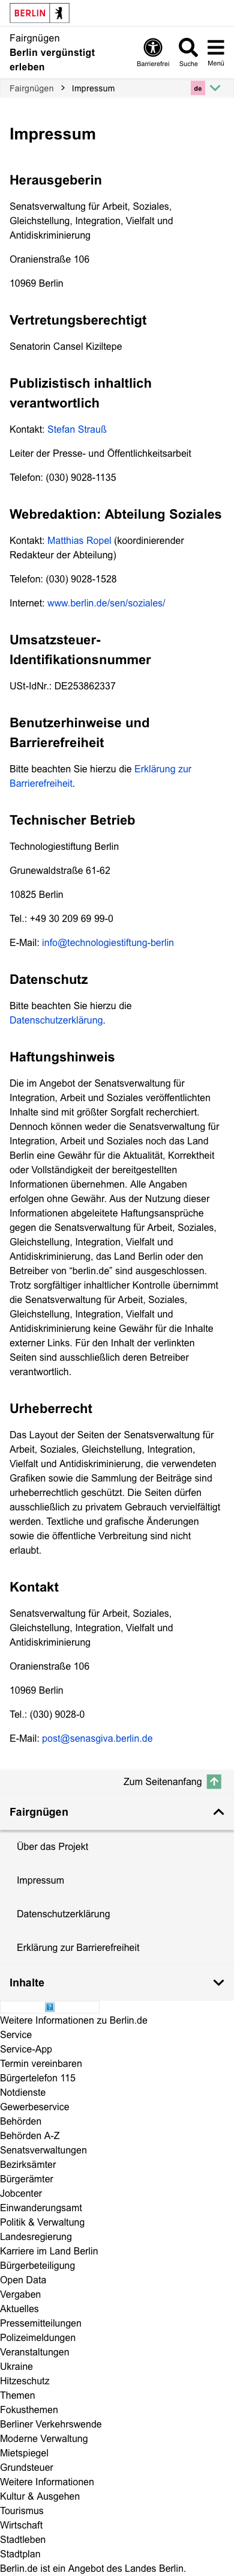 BERLIN
Fairgnügen
Berlin vergünstigt
erleben
Barrierefrei
Suche
Menü
Fairgnügen > Impressum
de
Impressum
Herausgeberin
Senatsverwaltung für Arbeit, Soziales,
Gleichstellung, Integration, Vielfalt und
Antidiskriminierung
Oranienstraße 106
10969 Berlin
Vertretungsberechtigt
Senatorin Cansel Kiziltepe
Publizistisch inhaltlich
verantwortlich
Kontakt: Stefan Strauß
Leiter der Presse- und Öffentlichkeitsarbeit
Telefon: (030) 9028-1135
Webredaktion: Abteilung Soziales
Kontakt: Matthias Ropel (koordinierender
Redakteur der Abteilung)
Telefon: (030) 9028-1528
Internet: www.berlin.de/sen/soziales/
Umsatzsteuer-
Identifikationsnummer
USt-IdNr.: DE253862337
Benutzerhinweise und
Barrierefreiheit
Bitte beachten Sie hierzu die Erklärung zur
Barrierefreiheit.
Technischer Betrieb
Technologiestiftung Berlin
Grunewaldstraße 61-62
10825 Berlin
Tel.: +49 30 209 69 99-0
E-Mail: info@technologiestiftung-berlin
Datenschutz
Bitte beachten Sie hierzu die
Datenschutzerklärung.
Haftungshinweis
Die im Angebot der Senatsverwaltung für
Integration, Arbeit und Soziales veröffentlichten
Inhalte sind mit größter Sorgfalt recherchiert.
Dennoch können weder die Senatsverwaltung für
Integration, Arbeit und Soziales noch das Land
Berlin eine Gewähr für die Aktualität, Korrektheit
oder Vollständigkeit der bereitgestellten
Informationen übernehmen. Alle Angaben
erfolgen ohne Gewähr. Aus der Nutzung dieser
Informationen abgeleitete Haftungsansprüche
gegen die Senatsverwaltung für Arbeit, Soziales,
Gleichstellung, Integration, Vielfalt und
Antidiskriminierung, das Land Berlin oder den
Betreiber von “berlin.de” sind ausgeschlossen.
Trotz sorgfältiger inhaltlicher Kontrolle übernimmt
die Senatsverwaltung für Arbeit, Soziales,
Gleichstellung, Integration, Vielfalt und
Antidiskriminierung keine Gewähr für die Inhalte
externer Links. Für den Inhalt der verlinkten
Seiten sind ausschließlich deren Betreiber
verantwortlich.
Urheberrecht
Das Layout der Seiten der Senatsverwaltung für
Arbeit, Soziales, Gleichstellung, Integration,
Vielfalt und Antidiskriminierung, die verwendeten
Grafiken sowie die Sammlung der Beiträge sind
urheberrechtlich geschützt. Die Seiten dürfen
ausschließlich zu privatem Gebrauch vervielfältigt
werden. Textliche und grafische Änderungen
sowie die öffentliche Verbreitung sind nicht
erlaubt.
Kontakt
Senatsverwaltung für Arbeit, Soziales,
Gleichstellung, Integration, Vielfalt und
Antidiskriminierung
Oranienstraße 106
10969 Berlin
Tel.: (030) 9028-0
E-Mail: post@senasgiva.berlin.de
Zum Seitenanfang
Fairgnügen
Über das Projekt
Impressum
Datenschutzerklärung
Erklärung zur Barrierefreiheit
Inhalte
Weitere Informationen zu Berlin.de
Service
Service-App
Termin vereinbaren
Bürgertelefon 115
Notdienste
Gewerbeservice
Behörden
Behörden A-Z
Senatsverwaltungen
Bezirksämter
Bürgerämter
Jobcenter
Einwanderungsamt
Politik & Verwaltung
Landesregierung
Karriere im Land Berlin
Bürgerbeteiligung
Open Data
Vergaben
Aktuelles
Pressemitteilungen
Polizeimeldungen
Veranstaltungen
Ukraine
Hitzeschutz
Themen
Fokusthemen
Berliner Verkehrswende
Moderne Verwaltung
Mietspiegel
Grundsteuer
Weitere Informationen
Kultur & Ausgehen
Tourismus
Wirtschaft
Stadtleben
Stadtplan
Berlin.de ist ein Angebot des Landes Berlin.